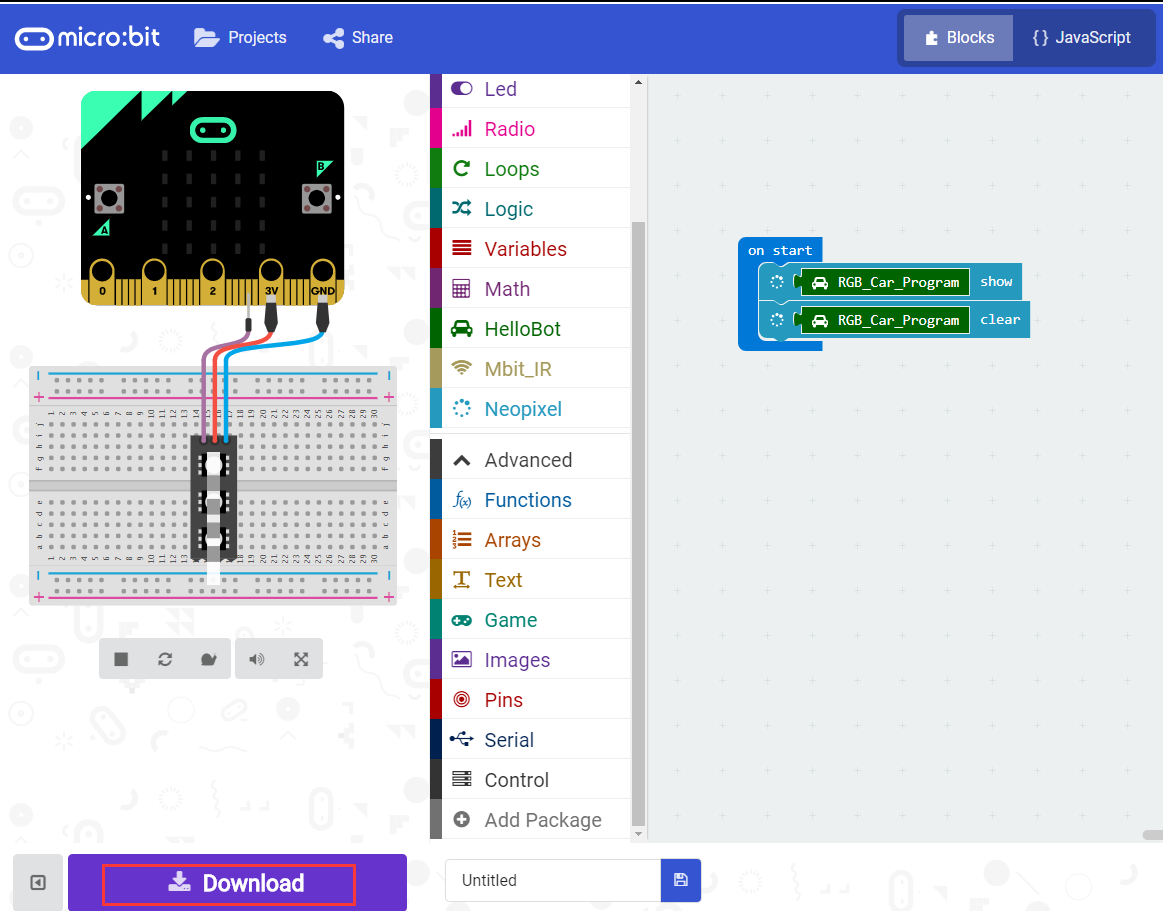 micro:bit Projects Share Blocks { } JavaScript
B
A
0 1 2 3V GND
Led
Radio
Loops
Logic
Variables
Math
HelloBot
Mbit_IR
Neopixel
Advanced
f(x) Functions
Arrays
Text
Game
Images
Pins
Serial
Control
Add Package
on start
RGB_Car_Program show
RGB_Car_Program clear
Download
Untitled